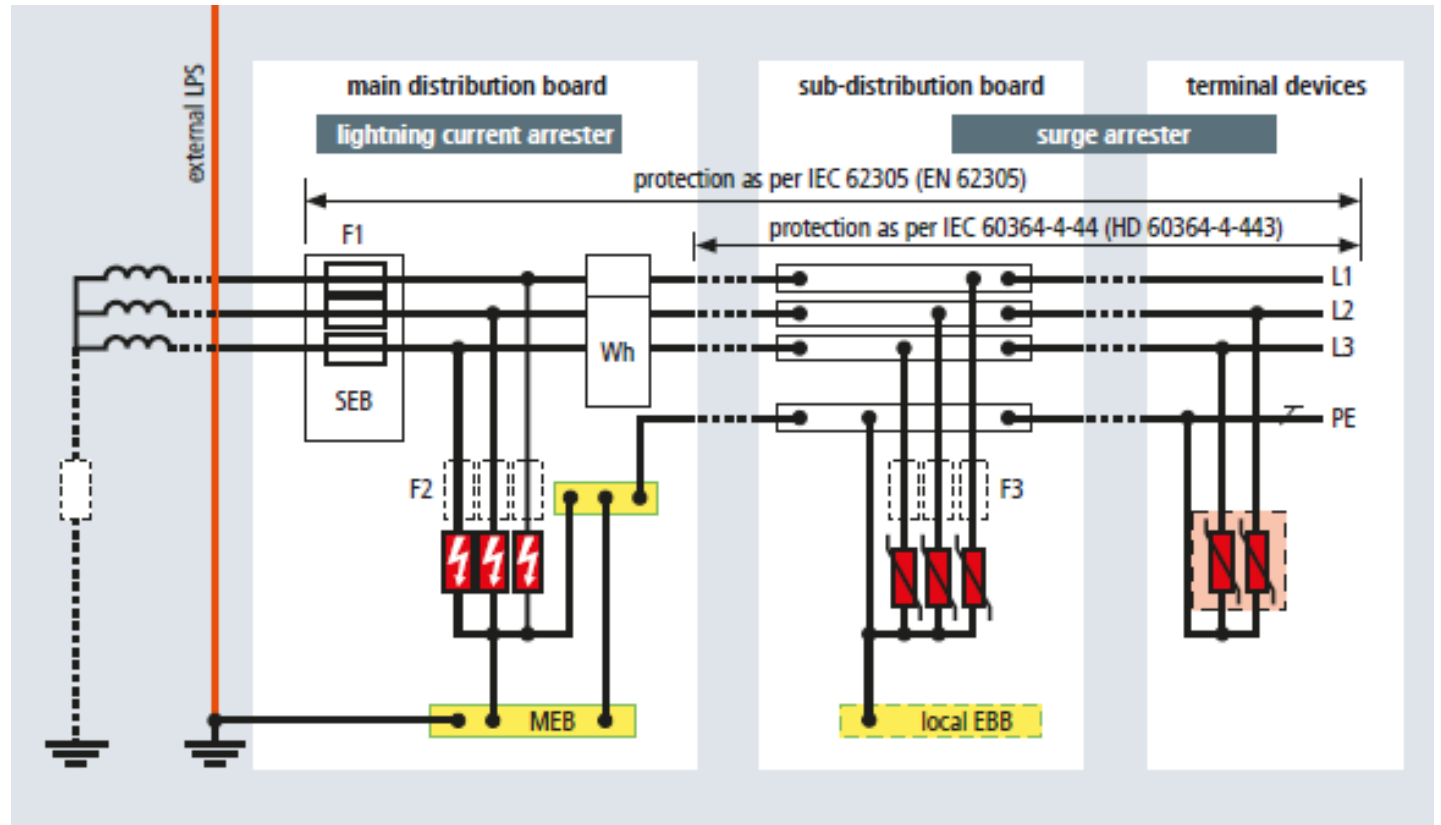 external LPS
main distribution board
sub-distribution board
terminal devices
lightning current arrester
surge arrester
protection as per IEC 62305 (EN 62305)
protection as per IEC 60364-4-44 (HD 60364-4-443)
F1
L1
L2
L3
Wh
SEB
PE
F2
F3
MEB
local EBB